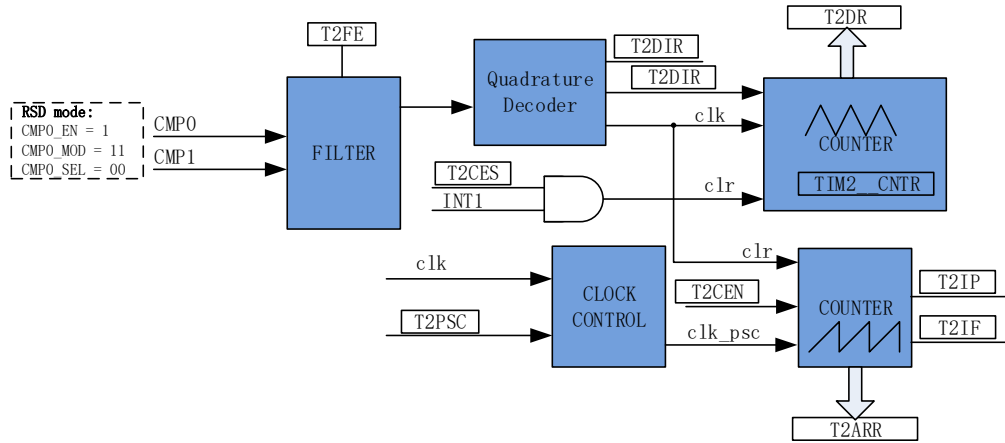 T2FE
T2DIR
T2DR
Quadrature
Decoder
T2DIR
RSD mode:
CMP0_EN = 1
CMP0_MOD = 11
CMP0_SEL = 00
CMP0
CMP1
FILTER
clk
COUNTER
TIM2__CNTR
T2CES
INT1
clr
clk
T2PSC
CLOCK
CONTROL
clr
T2CEN
clk_psc
COUNTER
T2IP
T2IF
T2ARR